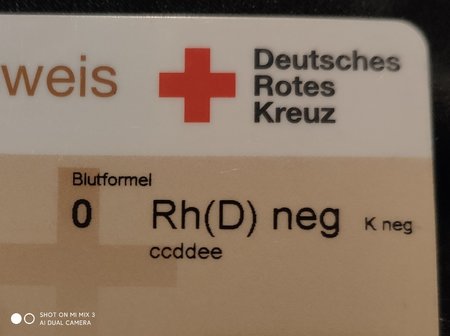 weis
Deutsches
Rotes
Kreuz
Blutformel
0 Rh(D) neg K neg
ccddee
SHOT ON MI MIX 3
AI DUAL CAMERA